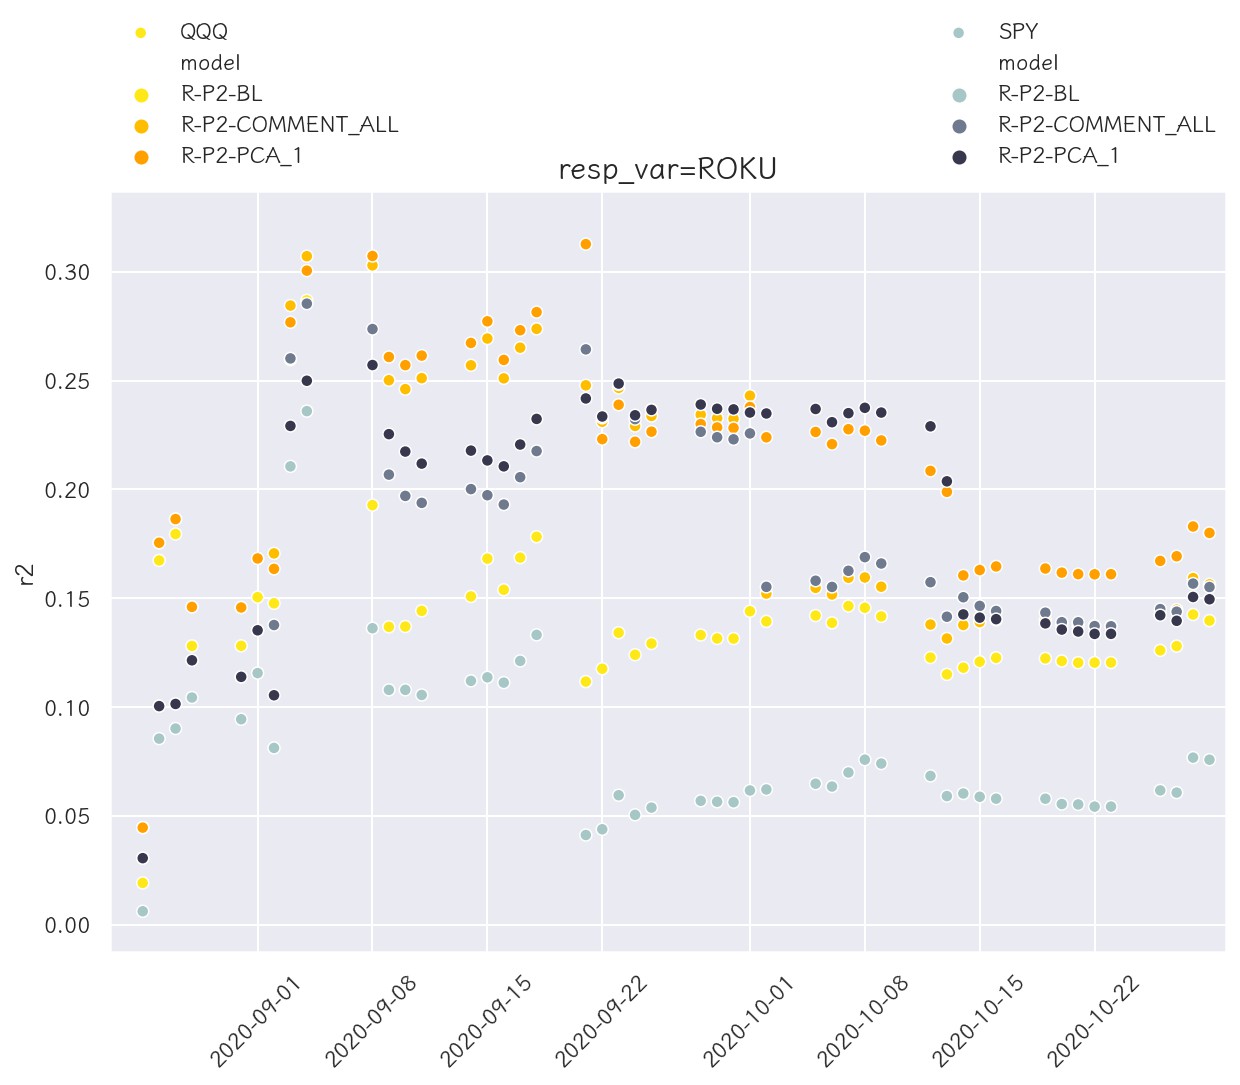 QQQ
model
R-P2-BL
R-P2-COMMENT_ALL
R-P2-PCA_1
SPY
model
R-P2-BL
R-P2-COMMENT_ALL
R-P2-PCA_1
resp_var=ROKU
0.30
0.25
0.20
0.15
0.10
0.05
0.00
r2
2020-09-01
2020-09-08
2020-09-15
2020-09-22
2020-10-01
2020-10-08
2020-10-15
2020-10-22